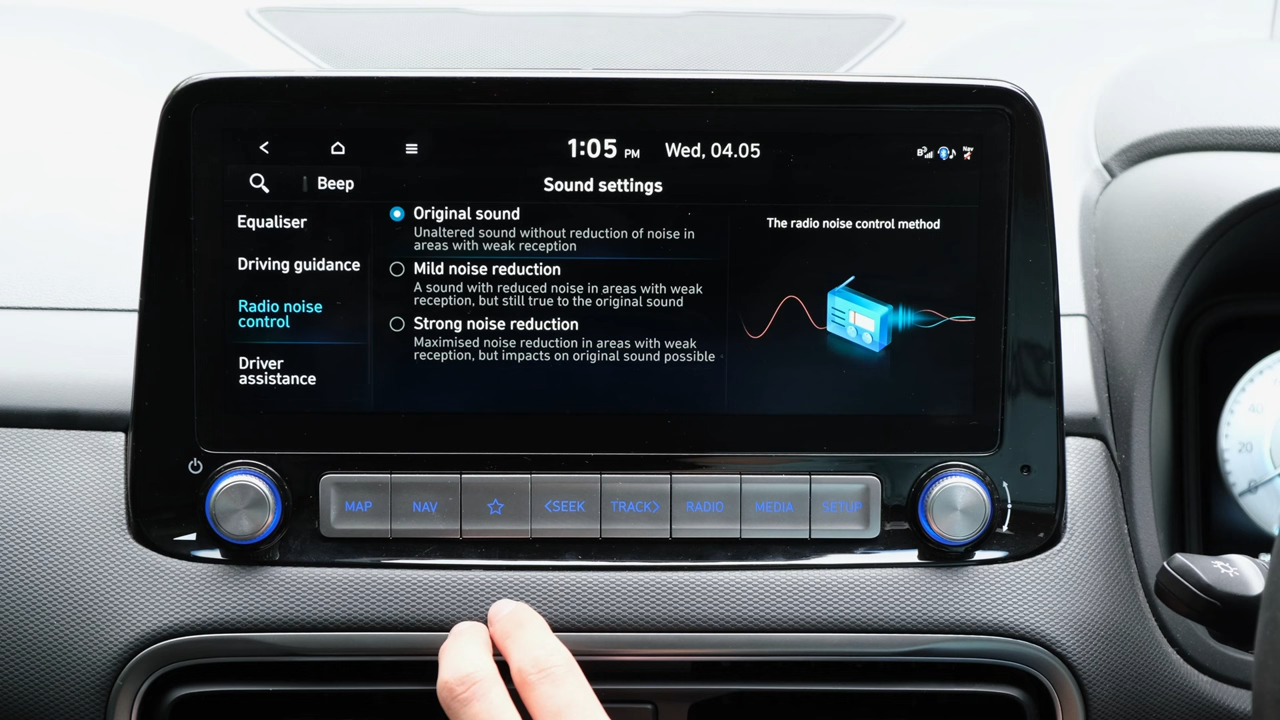 1:05 PM Wed, 04.05
Beep
Sound settings
Equaliser
Driving guidance
Radio noise
control
Driver
assistance
Original sound
Unaltered sound without reduction of noise in
areas with weak reception
Mild noise reduction
A sound with reduced noise in areas with weak
reception, but still true to the original sound
Strong noise reduction
Maximised noise reduction in areas with weak
reception, but impacts on original sound possible
The radio noise control method
Nav
MAP NAV <SEEK TRACK> RADIO MEDIA SETUP
40
20
0